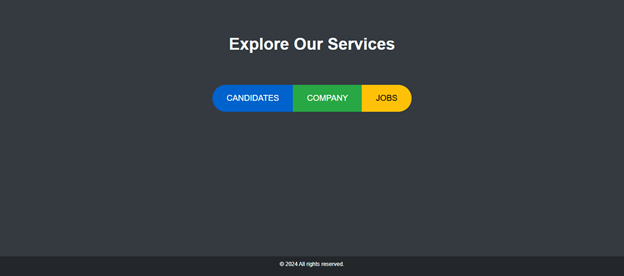 Explore Our Services
CANDIDATES COMPANY JOBS
© 2024 All rights reserved.